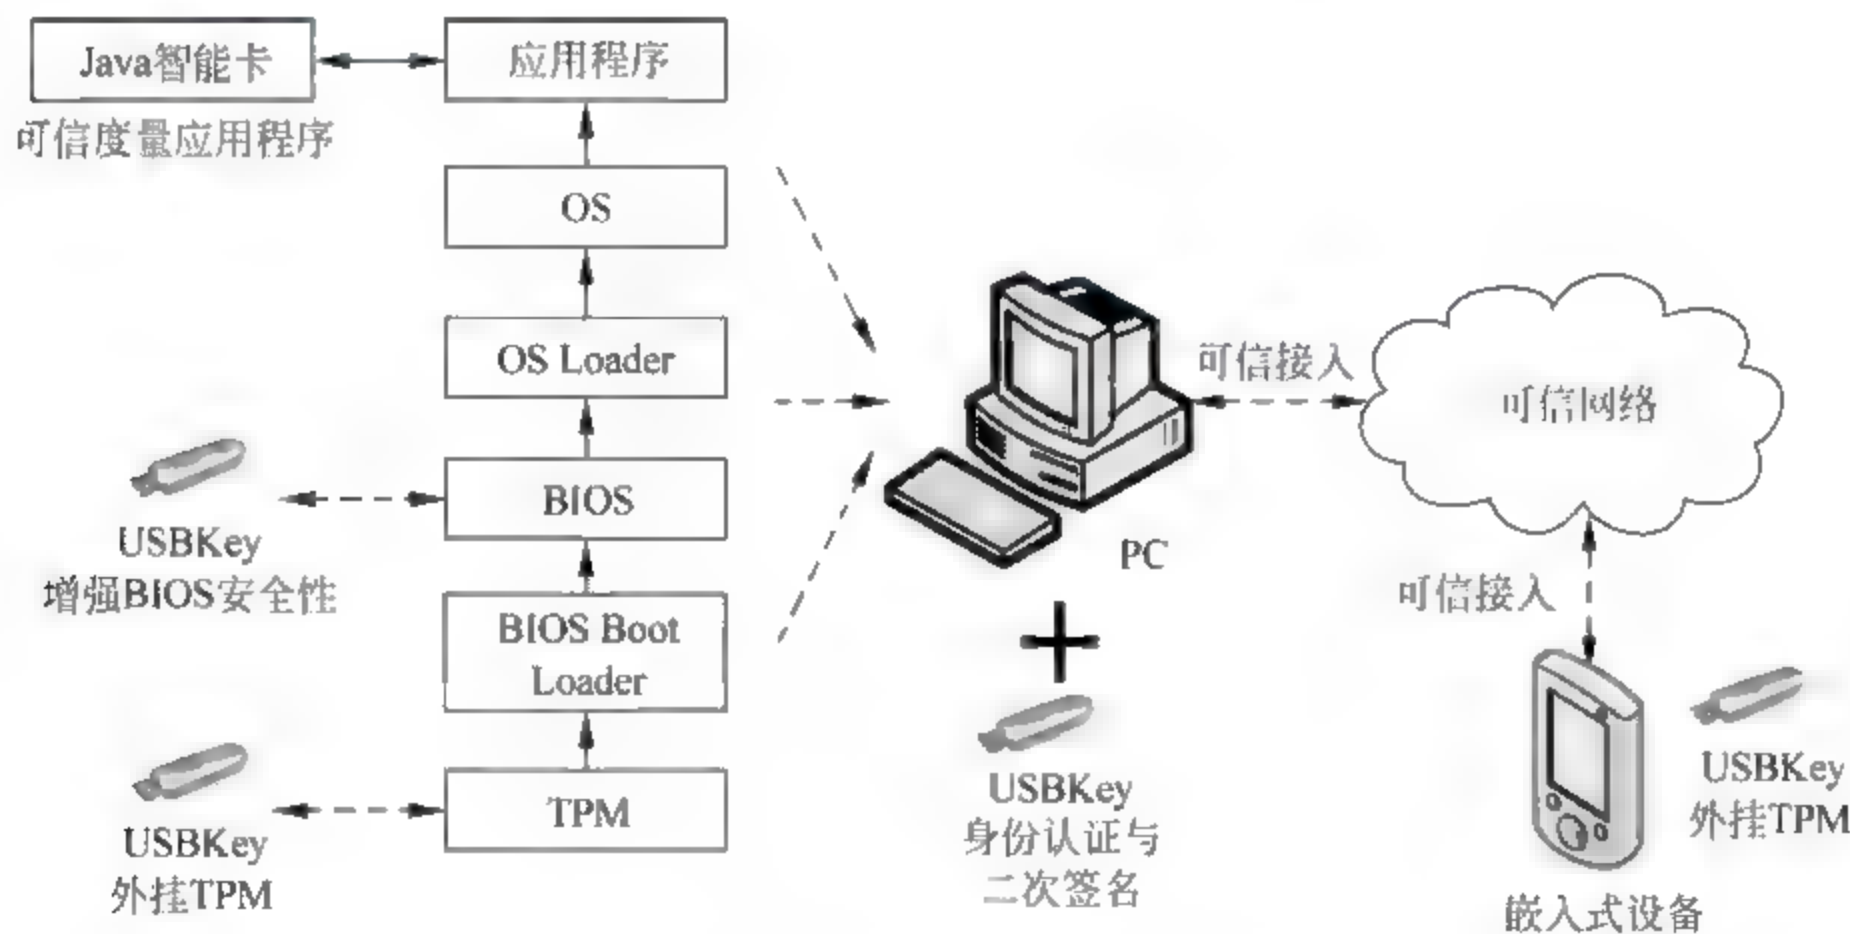 Java智能卡
应用程序
可信度量应用程序
OS
OS Loader
可信接入
可信网络
BIOS
USBKey
增强BIOS安全性
PC
可信接入
BIOS Boot
Loader
TPM
USBKey
外挂TPM
USBKey
身份认证与
二次签名
USBKey
外挂TPM
嵌入式设备